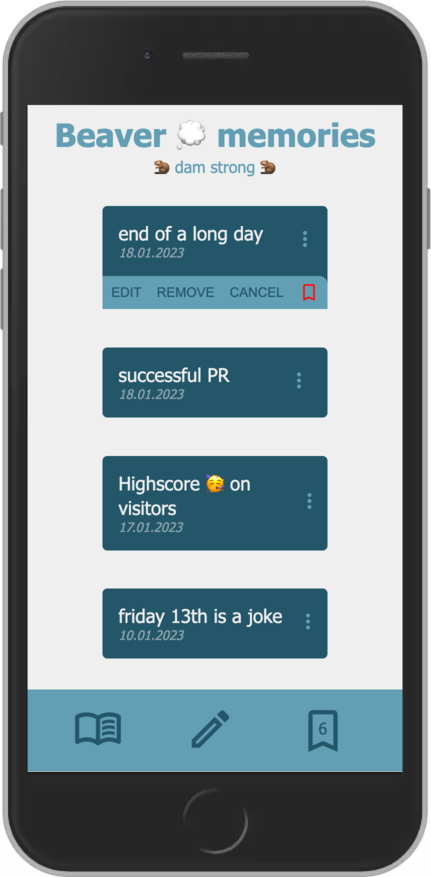 Beaver 💭 memories
🦫 dam strong 🦫
end of a long day
18.01.2023
EDIT REMOVE CANCEL
successful PR
18.01.2023
Highscore 🥳 on
visitors
17.01.2023
friday 13th is a joke
10.01.2023
6